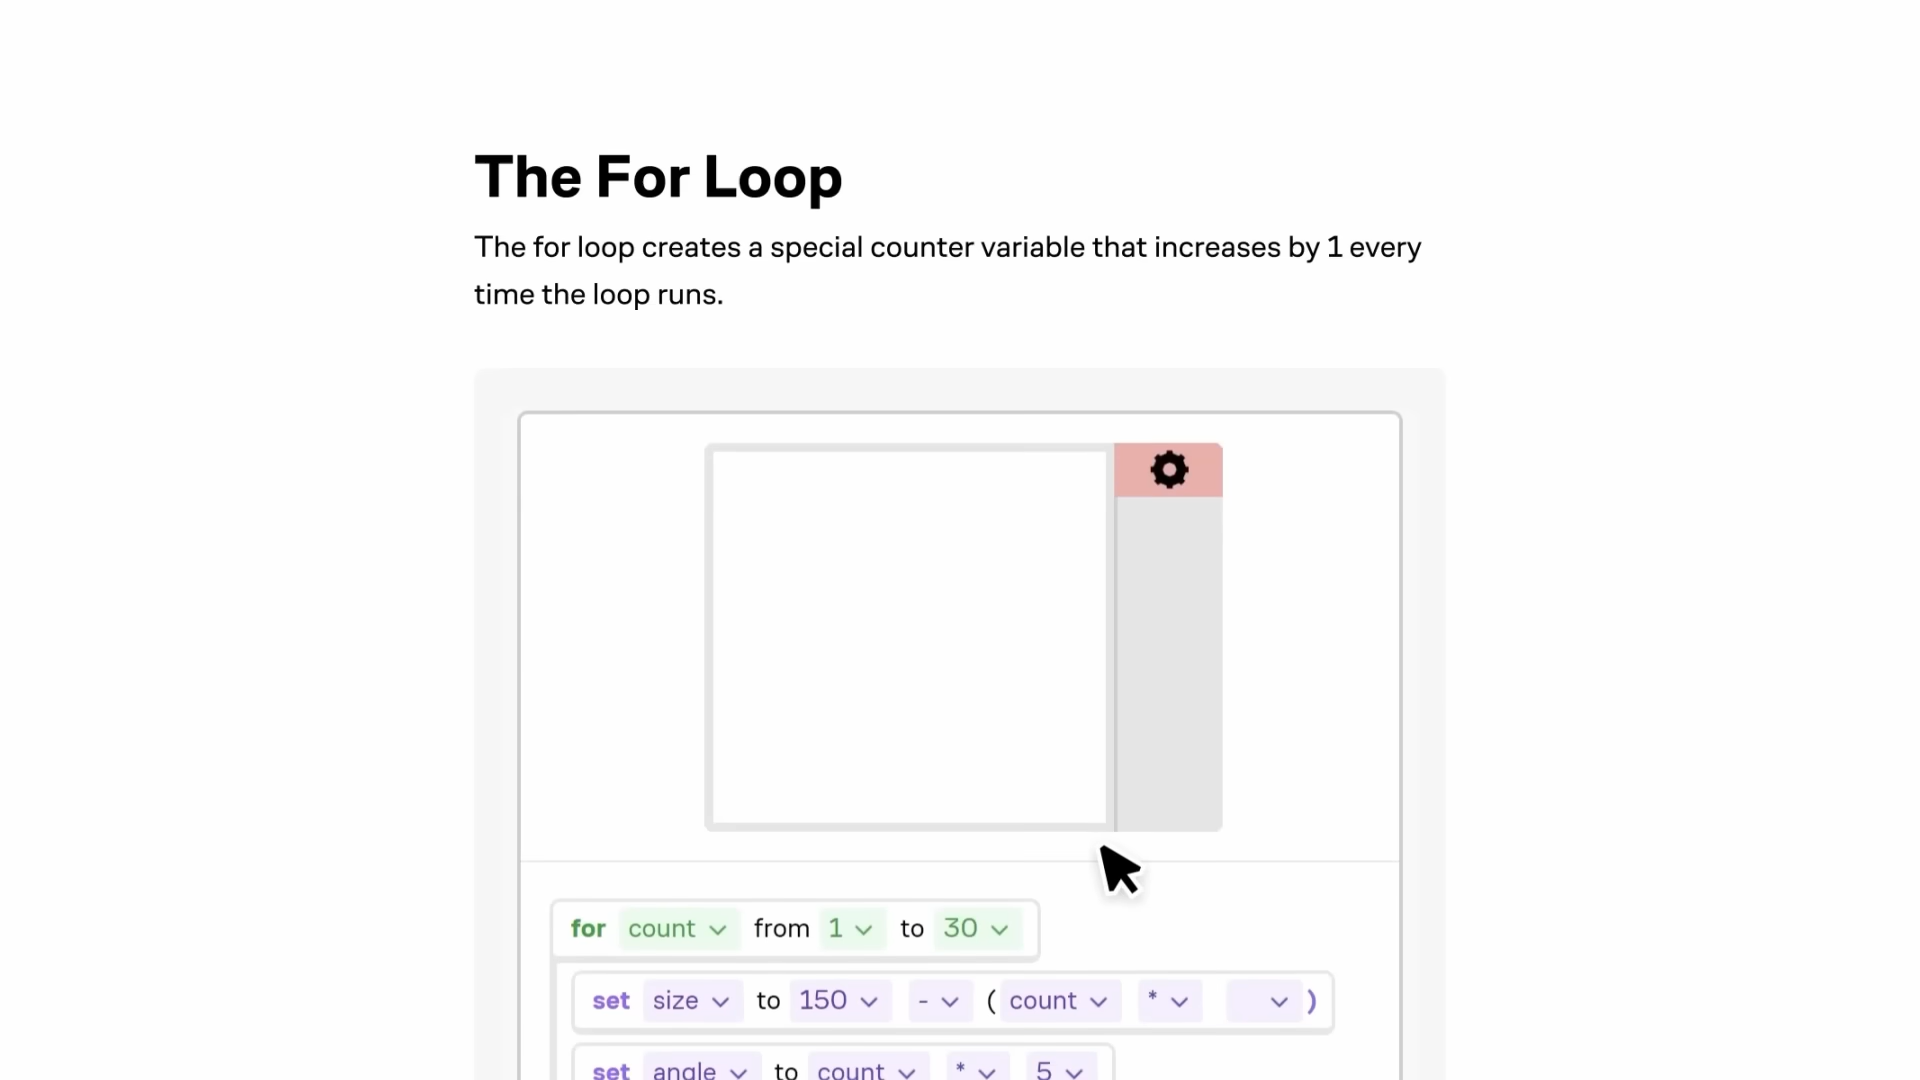 The For Loop
The for loop creates a special counter variable that increases by 1 every
time the loop runs.
for count from 1 to 30
set size to 150 - ( count * )
set angle to count * 5